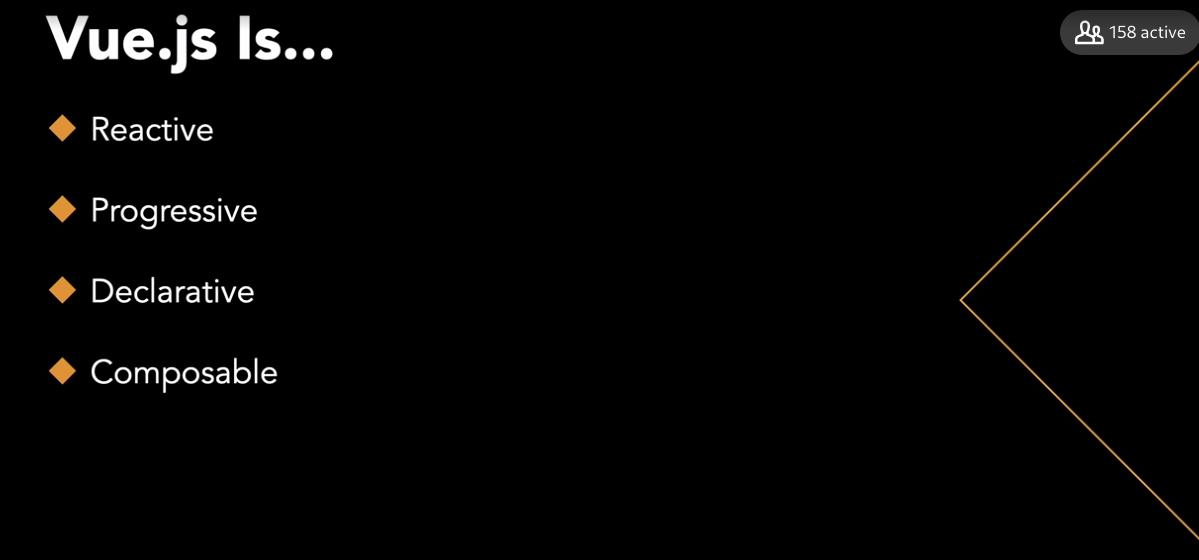 Vue.js Is...
158 active
Reactive
Progressive
Declarative
Composable